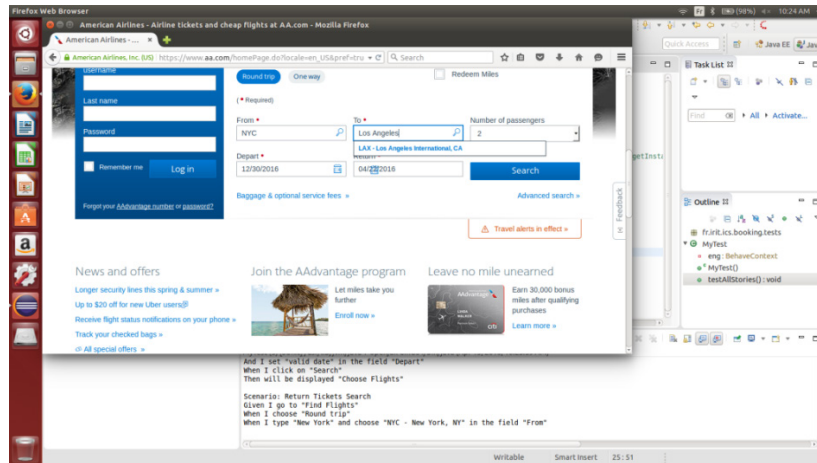 Firefox Web Browser
Fr (98%) 10:24 AM
American Airlines - Airline tickets and cheap flights at AA.com - Mozilla Firefox
American Airlines - ...
American Airlines, Inc. (US) https://www.aa.com/homePage.do?locale=en_US&pref=tru Search
Quick Access Java EE
Username
Round trip One way Redeem Miles
Last name
(• Required)
From • To • Number of passengers
Password
NYC Los Angeles 2
LAX - Los Angeles International, CA
Depart • Return •
Remember me Log in
12/30/2016 Search
Baggage & optional service fees » Advanced search »
Forgot your AAdvantage number or password?
Feedback
Travel alerts in effect »
News and offers
Longer security lines this spring & summer »
Up to $20 off for new Uber users
Receive flight status notifications on your phone »
Track your checked bags »
All special offers »
Join the AAdvantage program
Let miles take you
further
Enroll now »
Leave no mile unearned
Earn 30,000 bonus
miles after qualifying
purchases
Learn more »
AAdvantage
citi
Task List
Find All Activate...
Outline
fr.irit.ics.booking.tests
MyTest
eng : BehaveContext
MyTest()
testAllStories() : void
And I set "valid date" in the field "Depart"
When I click on "Search"
Then will be displayed "Choose Flights"
Scenario: Return Tickets Search
Given I go to "Find Flights"
When I choose "Round trip"
When I type "New York" and choose "NYC - New York, NY" in the field "From"
Writable Smart Insert 25 : 51